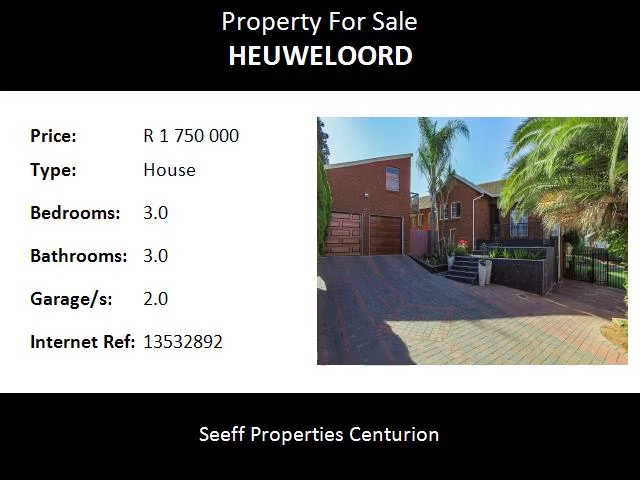 Property For Sale
HEUWELOORD
Price: R 1 750 000
Type: House
Bedrooms: 3.0
Bathrooms: 3.0
Garage/s: 2.0
Internet Ref: 13532892
Seeff Properties Centurion